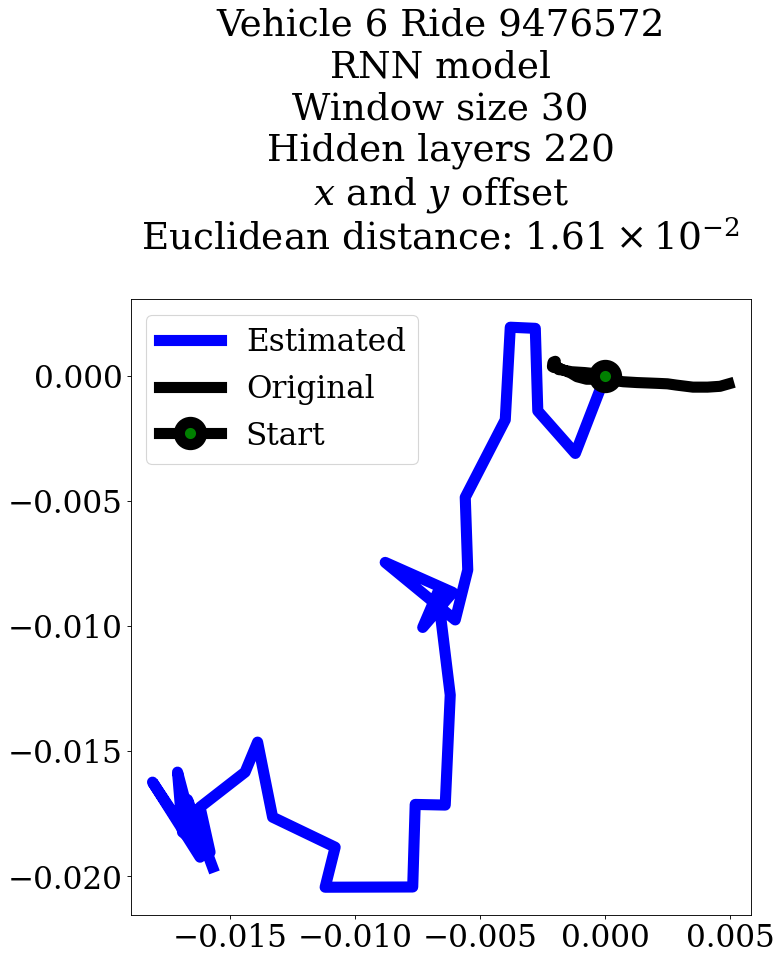 Vehicle 6 Ride 9476572
RNN model
Window size 30
Hidden layers 220
x and y offset
Euclidean distance: 1.61 × 10⁻²
Estimated
Original
Start
0.000
−0.005
−0.010
−0.015
−0.020
−0.015 −0.010 −0.005 0.000 0.005